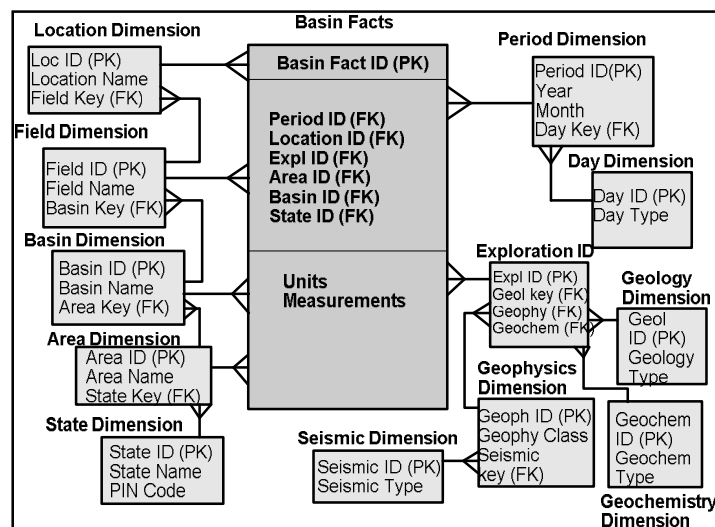 Basin Facts
Location Dimension
Loc ID (PK)
Location Name
Field Key (FK)
Field Dimension
Field ID (PK)
Field Name
Basin Key (FK)
Basin Dimension
Basin ID (PK)
Basin Name
Area Key (FK)
Area Dimension
Area ID (PK)
Area Name
State Key (FK)
State Dimension
State ID (PK)
State Name
PIN Code
Basin Fact ID (PK)
Period ID (FK)
Location ID (FK)
Expl ID (FK)
Area ID (FK)
Basin ID (FK)
State ID (FK)
Units
Measurements
Period Dimension
Period ID(PK)
Year
Month
Day Key (FK)
Day Dimension
Day ID (PK)
Day Type
Exploration ID
Expl ID (PK)
Geol key (FK)
Geophy (FK)
Geochem (FK)
Geology
Dimension
Geol
ID (PK)
Geology
Type
Geophysics
Dimension
Geoph ID (PK)
Geophy Class
Seismic
key (FK)
Seismic Dimension
Seismic ID (PK)
Seismic Type
Geochem
ID (PK)
Geochem
Type
Geochemistry
Dimension